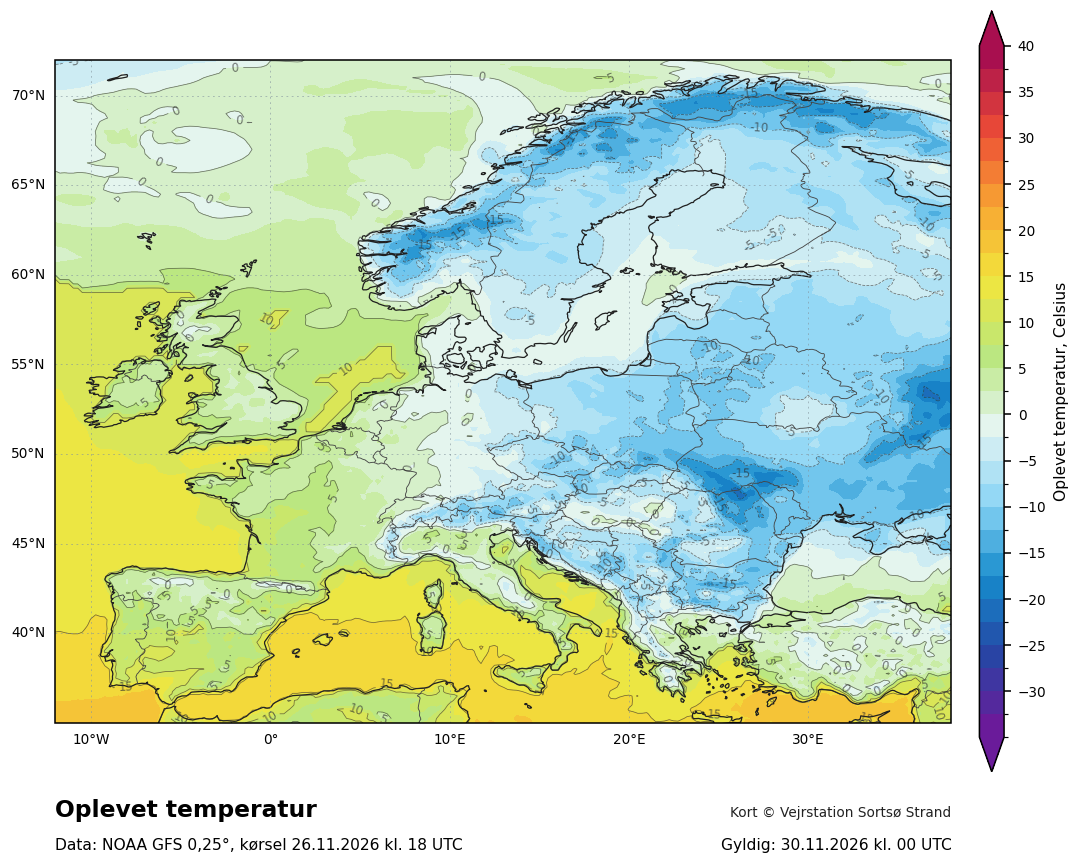 70°N
65°N
60°N
55°N
50°N
45°N
40°N
10°W 0° 10°E 20°E 30°E
40
35
30
25
20
15
10
5
0
−5
−10
−15
−20
−25
−30
Oplevet temperatur, Celsius
Oplevet temperatur
Kort © Vejrstation Sortsø Strand
Data: NOAA GFS 0,25°, kørsel 26.11.2026 kl. 18 UTC
Gyldig: 30.11.2026 kl. 00 UTC